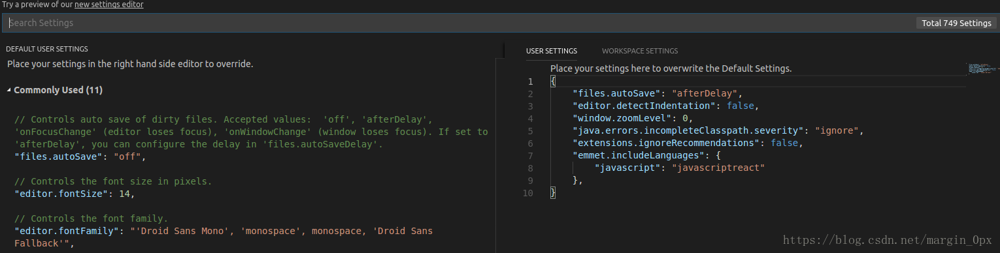 Try a preview of our new settings editor
Search Settings
Total 749 Settings
DEFAULT USER SETTINGS
Place your settings in the right hand side editor to override.
Commonly Used (11)
// Controls auto save of dirty files. Accepted values:  'off', 'afterDelay',
'onFocusChange' (editor loses focus), 'onWindowChange' (window loses focus). If set to
'afterDelay', you can configure the delay in 'files.autoSaveDelay'.
"files.autoSave": "off",
// Controls the font size in pixels.
"editor.fontSize": 14,
// Controls the font family.
"editor.fontFamily": "'Droid Sans Mono', 'monospace', monospace, 'Droid Sans
Fallback'",
USER SETTINGS
WORKSPACE SETTINGS
Place your settings here to overwrite the Default Settings.
1 {
2 "files.autoSave": "afterDelay",
3 "editor.detectIndentation": false,
4 "window.zoomLevel": 0,
5 "java.errors.incompleteClasspath.severity": "ignore",
6 "extensions.ignoreRecommendations": false,
7 "emmet.includeLanguages": {
8 "javascript": "javascriptreact"
9 },
10 }
https://blog.csdn.net/margin_0px